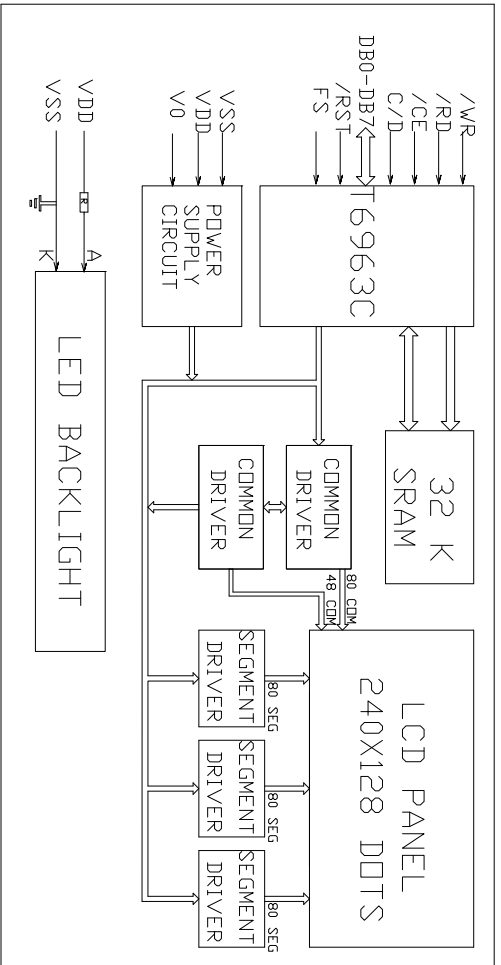 /WR
/RD
/CE
C/D
DB0-DB7
/RST
FS
T6963C
32 K
SRAM
VSS
VDD
V0
POWER
SUPPLY
CIRCUIT
COMMON
DRIVER
COMMON
DRIVER
80 COM
48 COM
LCD PANEL
240X128 DOTS
SEGMENT
DRIVER
80 SEG
SEGMENT
DRIVER
80 SEG
SEGMENT
DRIVER
80 SEG
VDD
R
A
VSS
K
LED BACKLIGHT